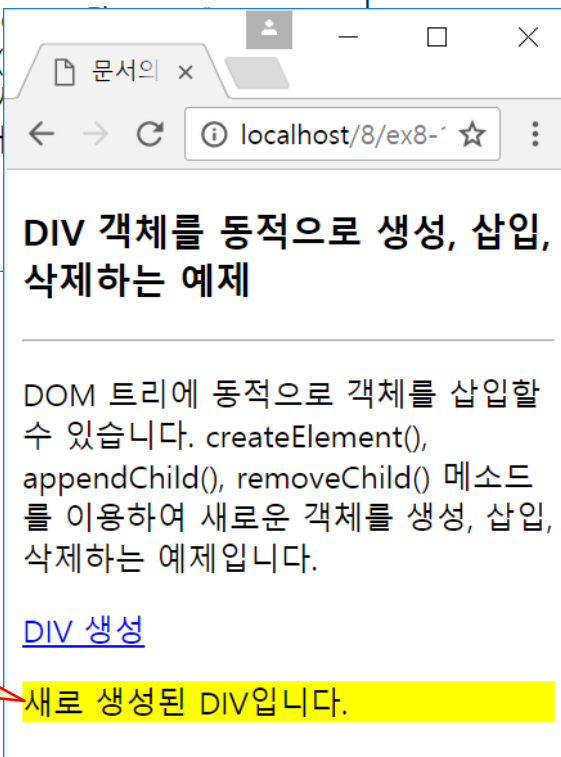 문서의
localhost/8/ex8-1
DIV 객체를 동적으로 생성, 삽입,
삭제하는 예제
DOM 트리에 동적으로 객체를 삽입할
수 있습니다. createElement(),
appendChild(), removeChild() 메소드
를 이용하여 새로운 객체를 생성, 삽입,
삭제하는 예제입니다.
DIV 생성
새로 생성된 DIV입니다.